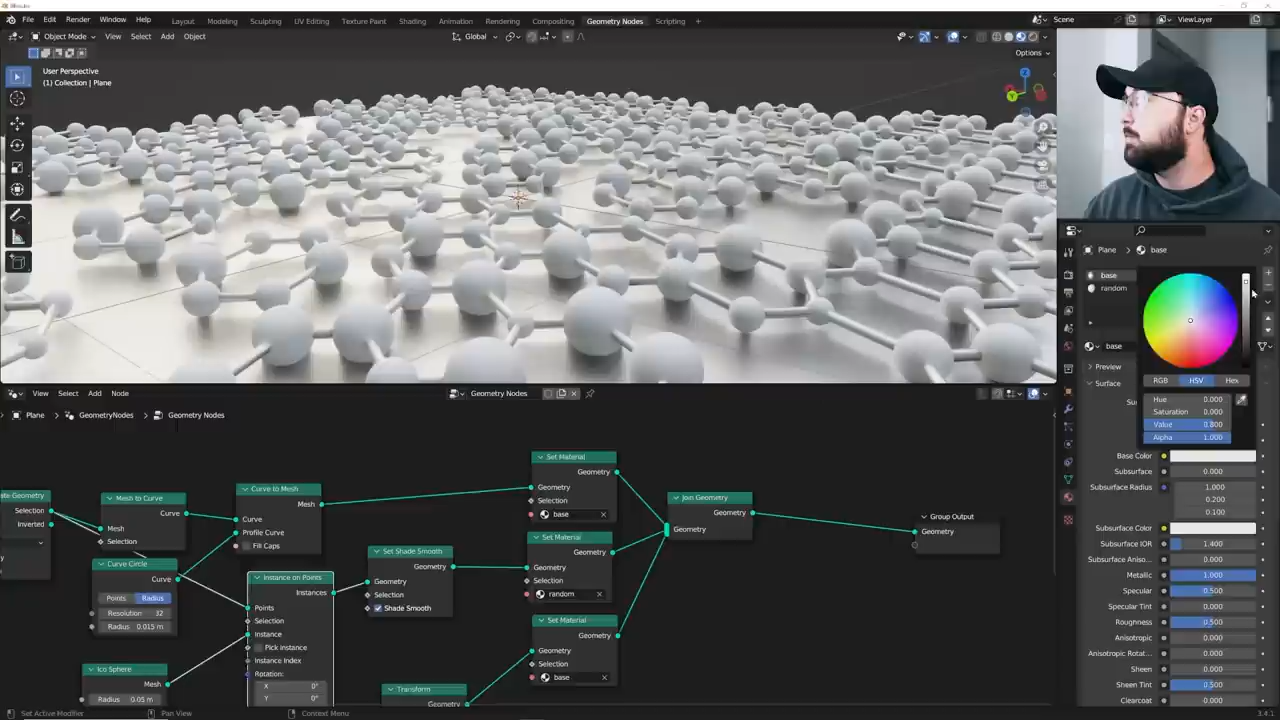 File Edit Render Window Help
Layout Modeling Sculpting UV Editing Texture Paint Shading Animation Rendering Compositing Geometry Nodes Scripting +
Scene ViewLayer
Object Mode View Select Add Object Global
Options
User Perspective
(1) Collection | Plane
Plane base
base
random
base
RGB HSV Hex
Hue 0.000
Saturation 0.000
Value 0.800
Alpha 1.000
Preview
Surface
Base Color
Subsurface 0.000
Subsurface Radius 1.000
0.200
0.100
Subsurface Color
Subsurface IOR 1.400
Subsurface Aniso... 0.000
Metallic 1.000
Specular 0.500
Specular Tint 0.000
Roughness 0.500
Anisotropic 0.000
Anisotropic Rotat... 0.000
Sheen 0.000
Sheen Tint 0.500
Clearcoat 0.000
View Select Add Node Geometry Nodes
Plane GeometryNodes Geometry Nodes
Selection
Inverted
Mesh to Curve
Curve
Mesh
Selection
Curve Circle
Curve
Points Radius
Resolution 32
Radius 0.015 m
Ico Sphere
Mesh
Radius 0.05 m
Curve to Mesh
Mesh
Curve
Profile Curve
Fill Caps
Instance on Points
Instances
Points
Selection
Instance
Pick Instance
Instance Index
Rotation:
X 0°
Y 0°
Set Shade Smooth
Geometry
Geometry
Selection
Shade Smooth
Transform
Geometry
Set Material
Geometry
Geometry
Selection
base
Set Material
Geometry
Geometry
Selection
random
Set Material
Geometry
Geometry
Selection
base
Join Geometry
Geometry
Geometry
Group Output
Geometry
Set Active Modifier Pan View Context Menu
3.4.1